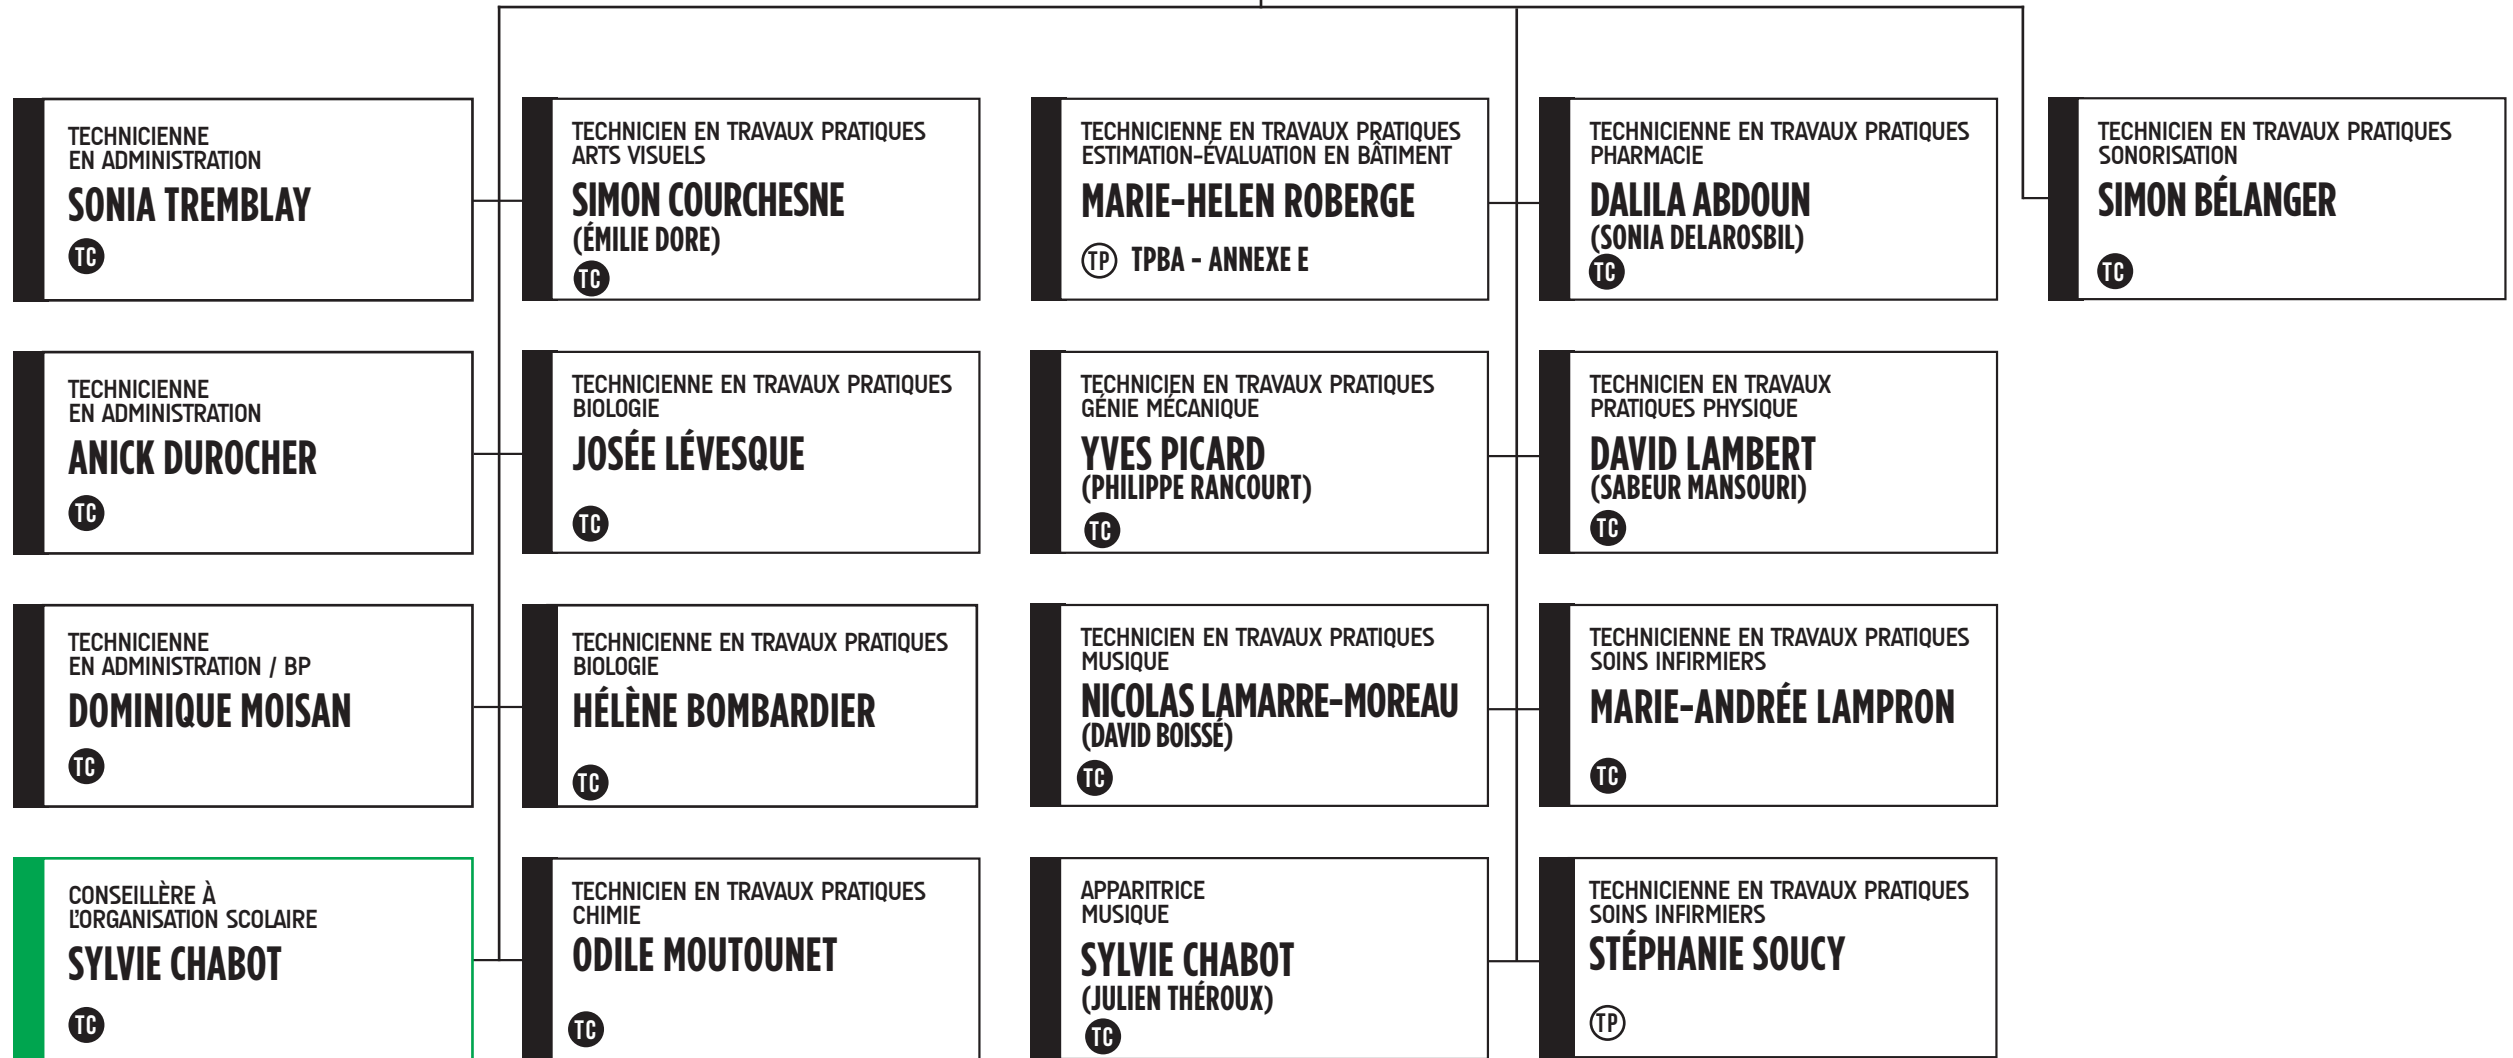 TECHNICIENNE
EN ADMINISTRATION
SONIA TREMBLAY
TC
TECHNICIEN EN TRAVAUX PRATIQUES
ARTS VISUELS
SIMON COURCHESNE
(ÉMILIE DORE)
TC
TECHNICIENNE EN TRAVAUX PRATIQUES
ESTIMATION-ÉVALUATION EN BÂTIMENT
MARIE-HELEN ROBERGE
TP TPBA - ANNEXE E
TECHNICIENNE EN TRAVAUX PRATIQUES
PHARMACIE
DALILA ABDOUN
(SONIA DELAROSBIL)
TC
TECHNICIEN EN TRAVAUX PRATIQUES
SONORISATION
SIMON BÉLANGER
TC
TECHNICIENNE
EN ADMINISTRATION
ANICK DUROCHER
TC
TECHNICIENNE EN TRAVAUX PRATIQUES
BIOLOGIE
JOSÉE LÉVESQUE
TC
TECHNICIEN EN TRAVAUX PRATIQUES
GÉNIE MÉCANIQUE
YVES PICARD
(PHILIPPE RANCOURT)
TC
TECHNICIEN EN TRAVAUX
PRATIQUES PHYSIQUE
DAVID LAMBERT
(SABEUR MANSOURI)
TC
TECHNICIENNE
EN ADMINISTRATION / BP
DOMINIQUE MOISAN
TC
TECHNICIENNE EN TRAVAUX PRATIQUES
BIOLOGIE
HÉLÈNE BOMBARDIER
TC
TECHNICIEN EN TRAVAUX PRATIQUES
MUSIQUE
NICOLAS LAMARRE-MOREAU
(DAVID BOISSÉ)
TC
TECHNICIENNE EN TRAVAUX PRATIQUES
SOINS INFIRMIERS
MARIE-ANDRÉE LAMPRON
TC
CONSEILLÈRE À
L'ORGANISATION SCOLAIRE
SYLVIE CHABOT
TC
TECHNICIEN EN TRAVAUX PRATIQUES
CHIMIE
ODILE MOUTOUNET
TC
APPARITRICE
MUSIQUE
SYLVIE CHABOT
(JULIEN THÉROUX)
TC
TECHNICIENNE EN TRAVAUX PRATIQUES
SOINS INFIRMIERS
STÉPHANIE SOUCY
TP